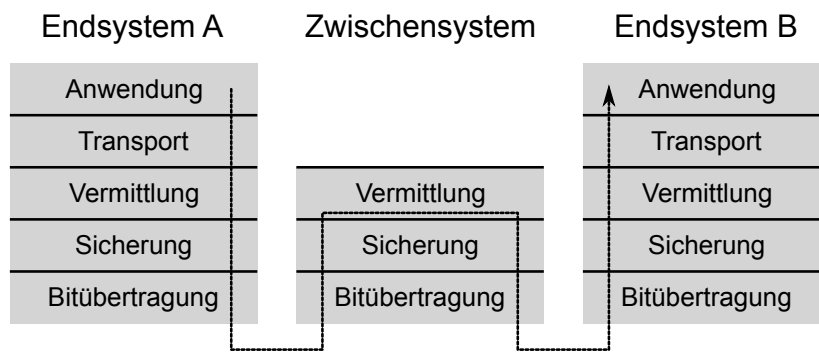 Endsystem A Zwischensystem Endsystem B
Anwendung Anwendung
Transport Transport
Vermittlung Vermittlung Vermittlung
Sicherung Sicherung Sicherung
Bitübertragung Bitübertragung Bitübertragung